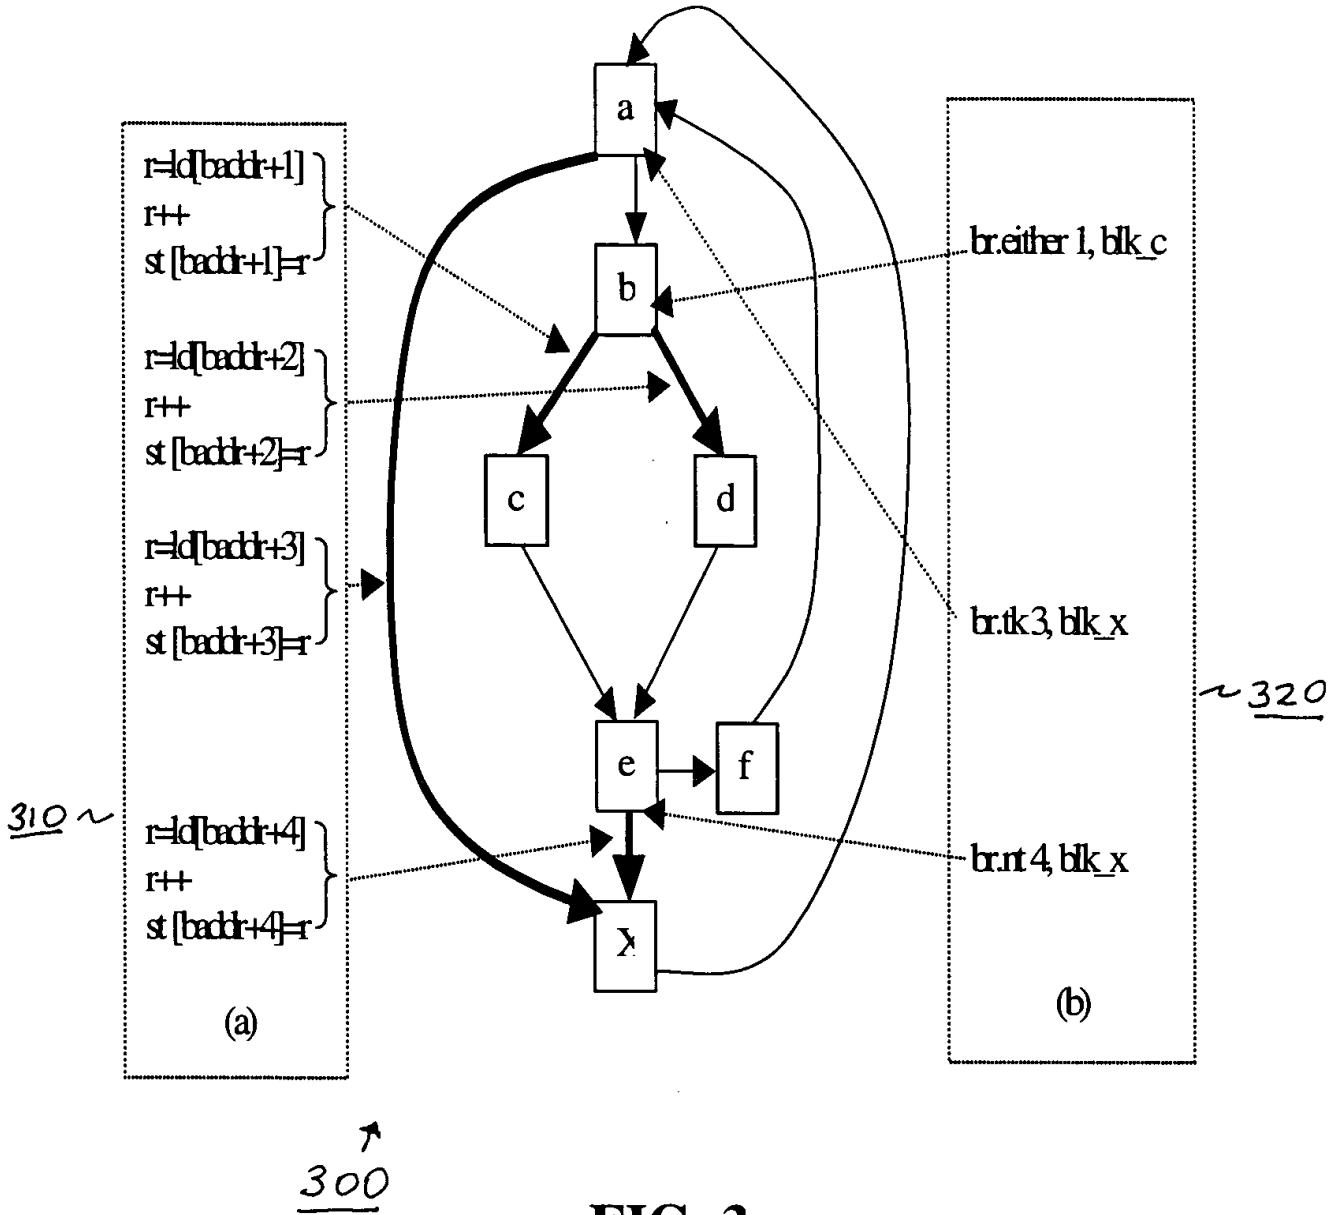 a
r=ld[baddr+1]
r++
st [baddr+1]=r
br.either 1, blk_c
b
r=ld[baddr+2]
r++
st [baddr+2]=r
c
d
r=ld[baddr+3]
r++
st [baddr+3]=r
br.tk 3, blk_x
320
e
f
310
r=ld[baddr+4]
r++
st [baddr+4]=r
br.nt 4, blk_x
X
(a)
(b)
300
FIG. 3